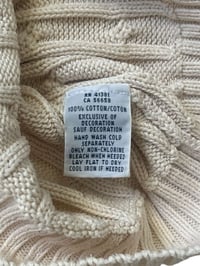 RN 41381
CA 56659
100% COTTON/COTON
EXCLUSIVE OF
DECORATION
SAUF DECORATION
HAND WASH COLD
SEPARATELY
ONLY NON-CHLORINE
BLEACH WHEN NEEDED
LAY FLAT TO DRY
COOL IRON IF NEEDED